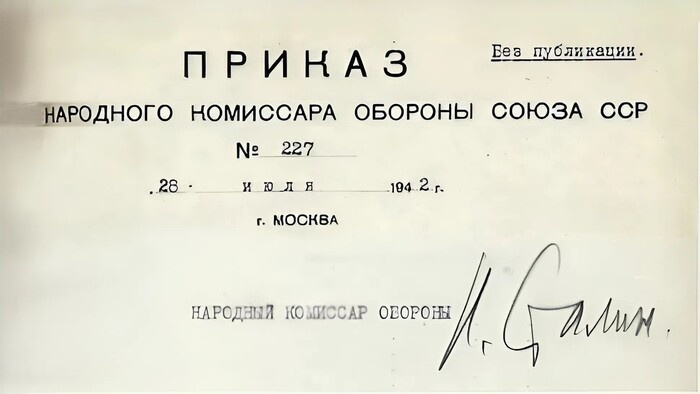 Без публикации.
ПРИКАЗ
НАРОДНОГО КОМИССАРА ОБОРОНЫ СОЮЗА ССР
№ 227
28 июля 1942 г.
г. МОСКВА
НАРОДНЫЙ КОМИССАР ОБОРОНЫ
И. Сталин.